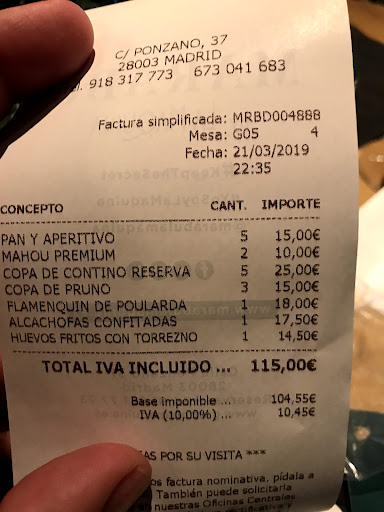 C/ PONZANO, 37
28003 MADRID
918 317 773 673 041 683
Factura simplificada: MRBD004888
Mesa: G05 4
Fecha: 21/03/2019
22:35
CONCEPTO CANT. IMPORTE
PAN Y APERITIVO 5 15,00€
MAHOU PREMIUM 2 10,00€
COPA DE CONTINO RESERVA 5 25,00€
COPA DE PRUNO 3 15,00€
FLAMENQUIN DE POULARDA 1 18,00€
ALCACHOFAS CONFITADAS 1 17,50€
HUEVOS FRITOS CON TORREZNO 1 14,50€
TOTAL IVA INCLUIDO ... 115,00€
Base imponible ... 104,55€
IVA (10,00%) ... 10,45€
POR SU VISITA ***
factura nominativa, pídala a
También puede solicitarla
nuestras Oficinas Centrales